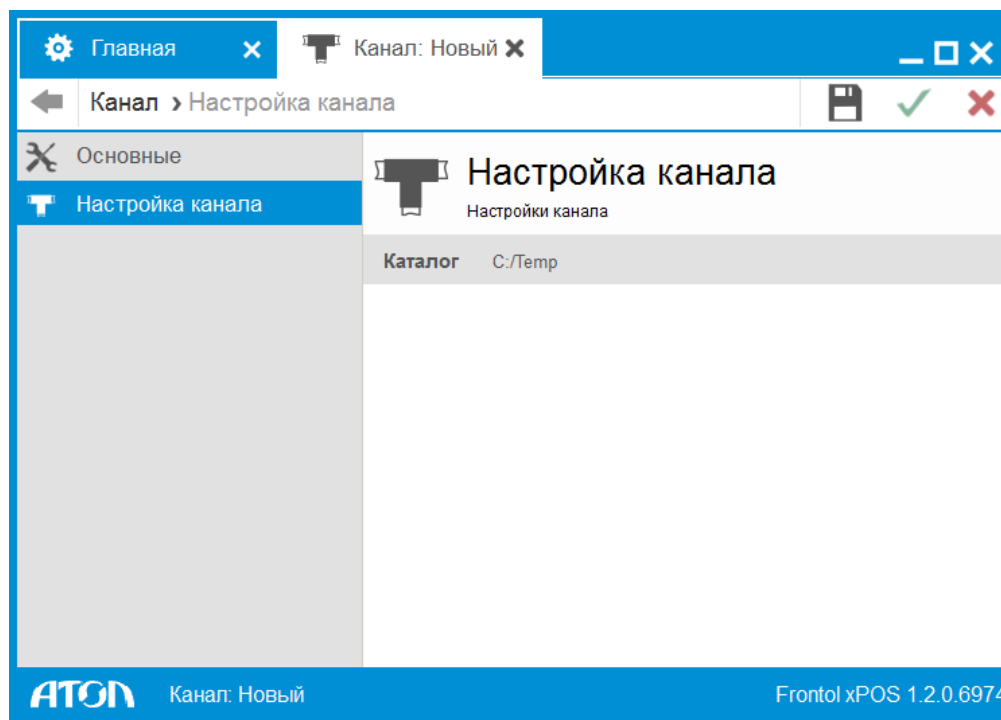 Главная
Канал: Новый
Канал › Настройка канала
Основные
Настройка канала
Настройка канала
Настройки канала
Каталог C:/Temp
АТОЛ Канал: Новый Frontol xPOS 1.2.0.6974